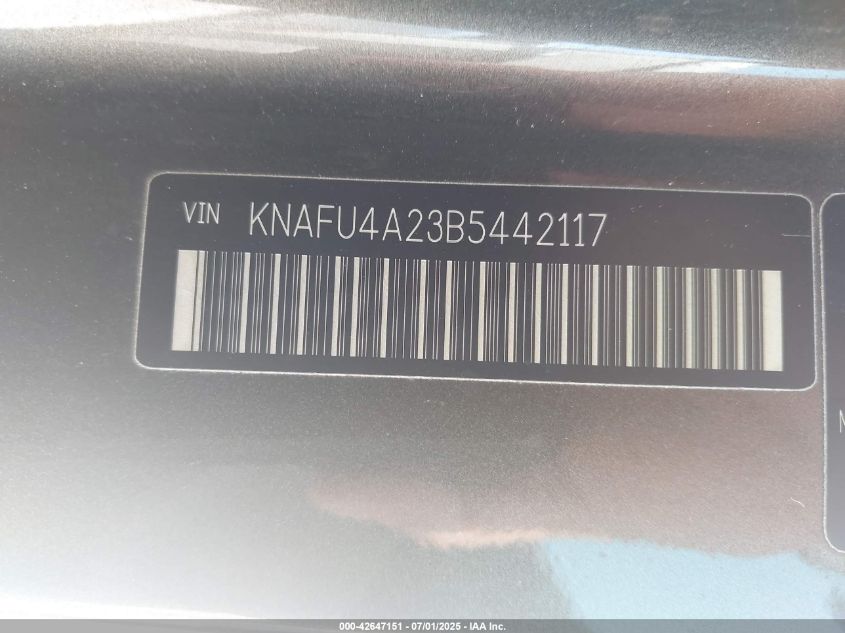 VIN KNAFU4A23B5442117
000-42647151 - 07/01/2025 - IAA Inc.